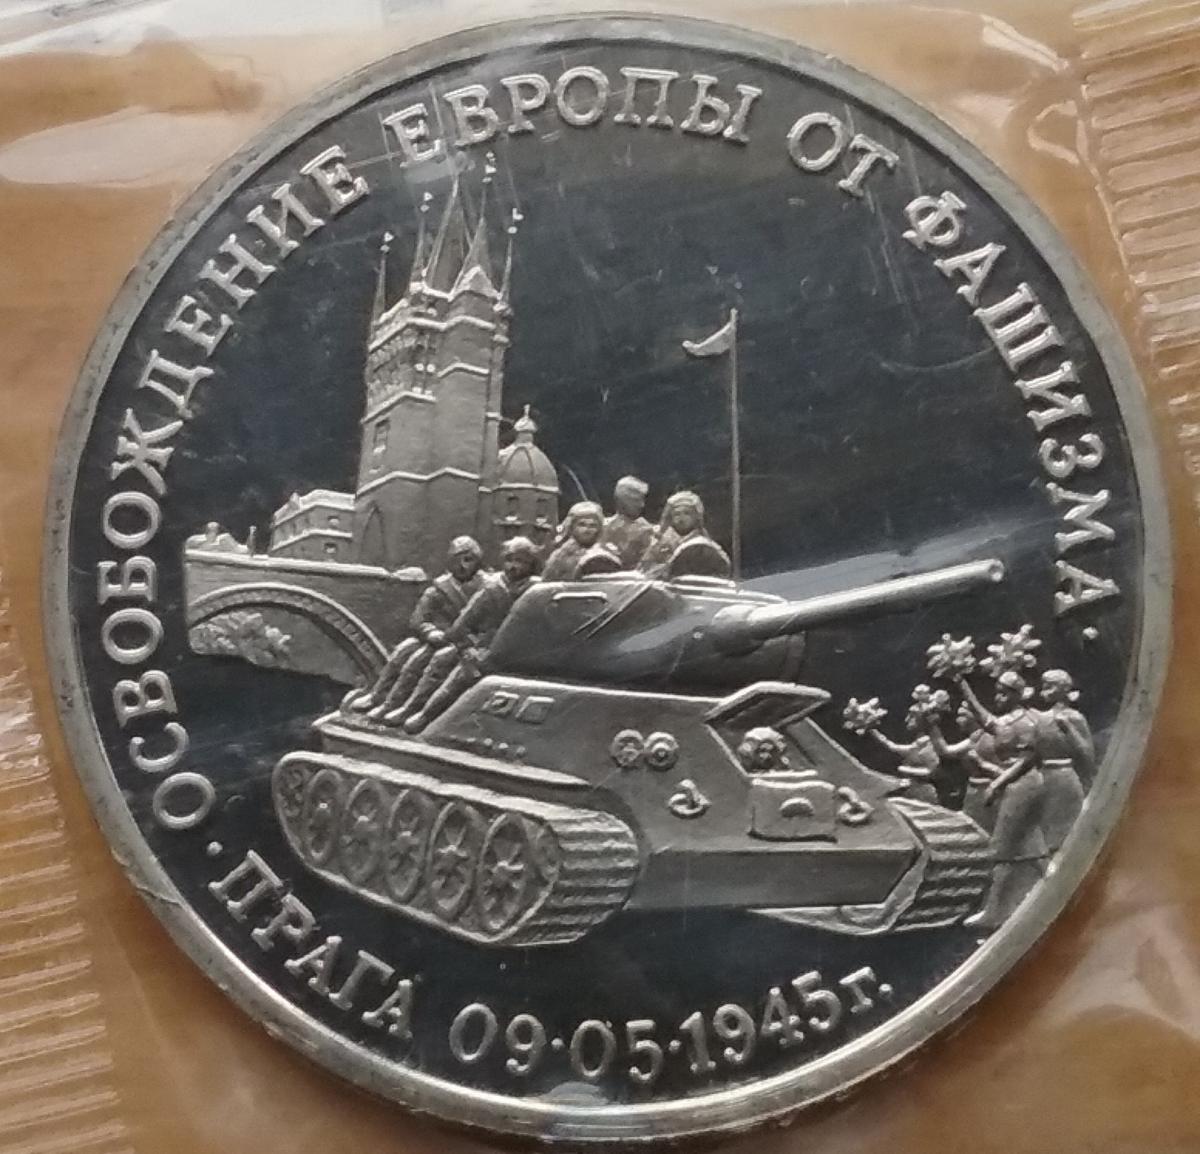 ОСВОБОЖДЕНИЕ ЕВРОПЫ ОТ ФАШИЗМА
· ПРАГА 09·05·1945г. ·